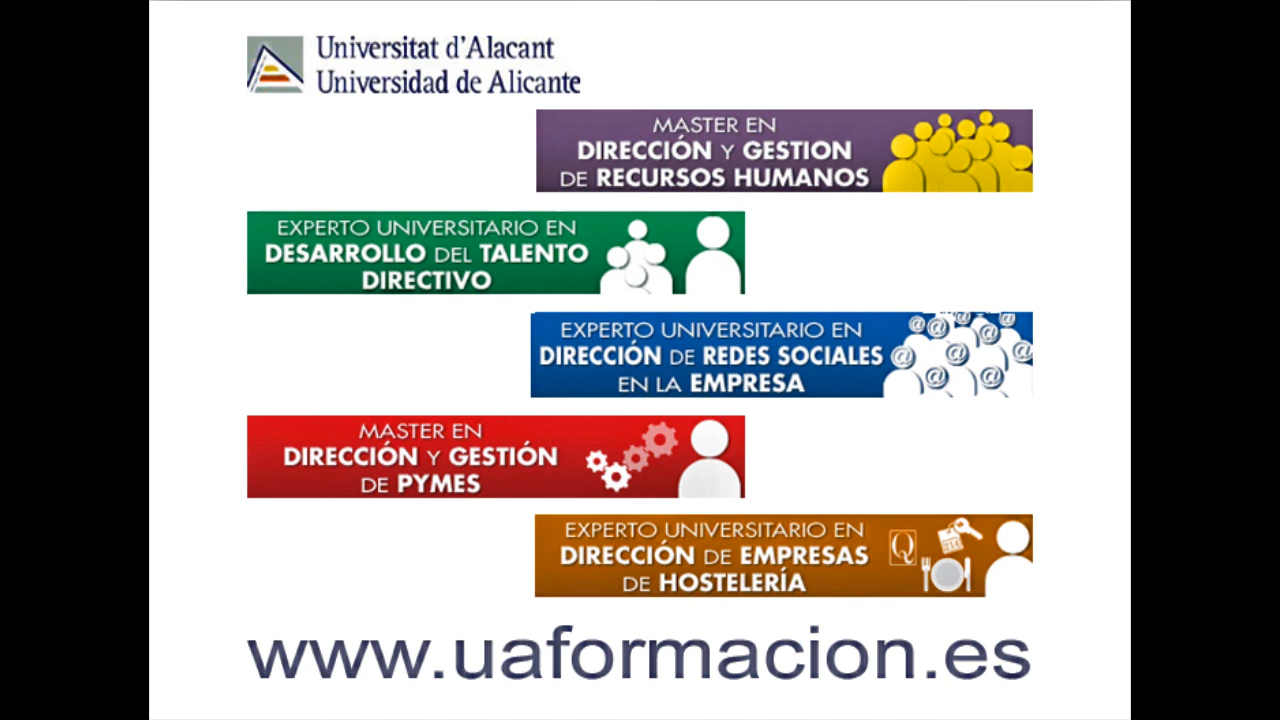 Universitat d'Alacant
Universidad de Alicante
MASTER EN
DIRECCIÓN Y GESTION
DE RECURSOS HUMANOS
EXPERTO UNIVERSITARIO EN
DESARROLLO DEL TALENTO
DIRECTIVO
EXPERTO UNIVERSITARIO EN
DIRECCIÓN DE REDES SOCIALES
EN LA EMPRESA
@ @ @ @ @ @ @ @ @ @
MASTER EN
DIRECCIÓN Y GESTIÓN
DE PYMES
EXPERTO UNIVERSITARIO EN
DIRECCIÓN DE EMPRESAS
DE HOSTELERÍA
Q
www.uaformacion.es